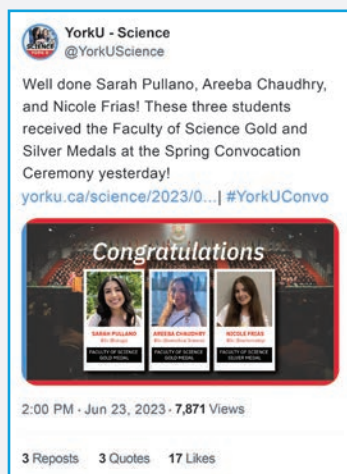 YorkU - Science
@YorkUScience
Well done Sarah Pullano, Areeba Chaudhry,
and Nicole Frias! These three students
received the Faculty of Science Gold and
Silver Medals at the Spring Convocation
Ceremony yesterday!
yorku.ca/science/2023/0...| #YorkUConvo
Congratulations
SARAH PULLANO
AREEBA CHAUDHRY
NICOLE FRIAS
FACULTY OF SCIENCE
GOLD MEDAL
FACULTY OF SCIENCE
GOLD MEDAL
FACULTY OF SCIENCE
SILVER MEDAL
2:00 PM · Jun 23, 2023 · 7,871 Views
3 Reposts 3 Quotes 17 Likes